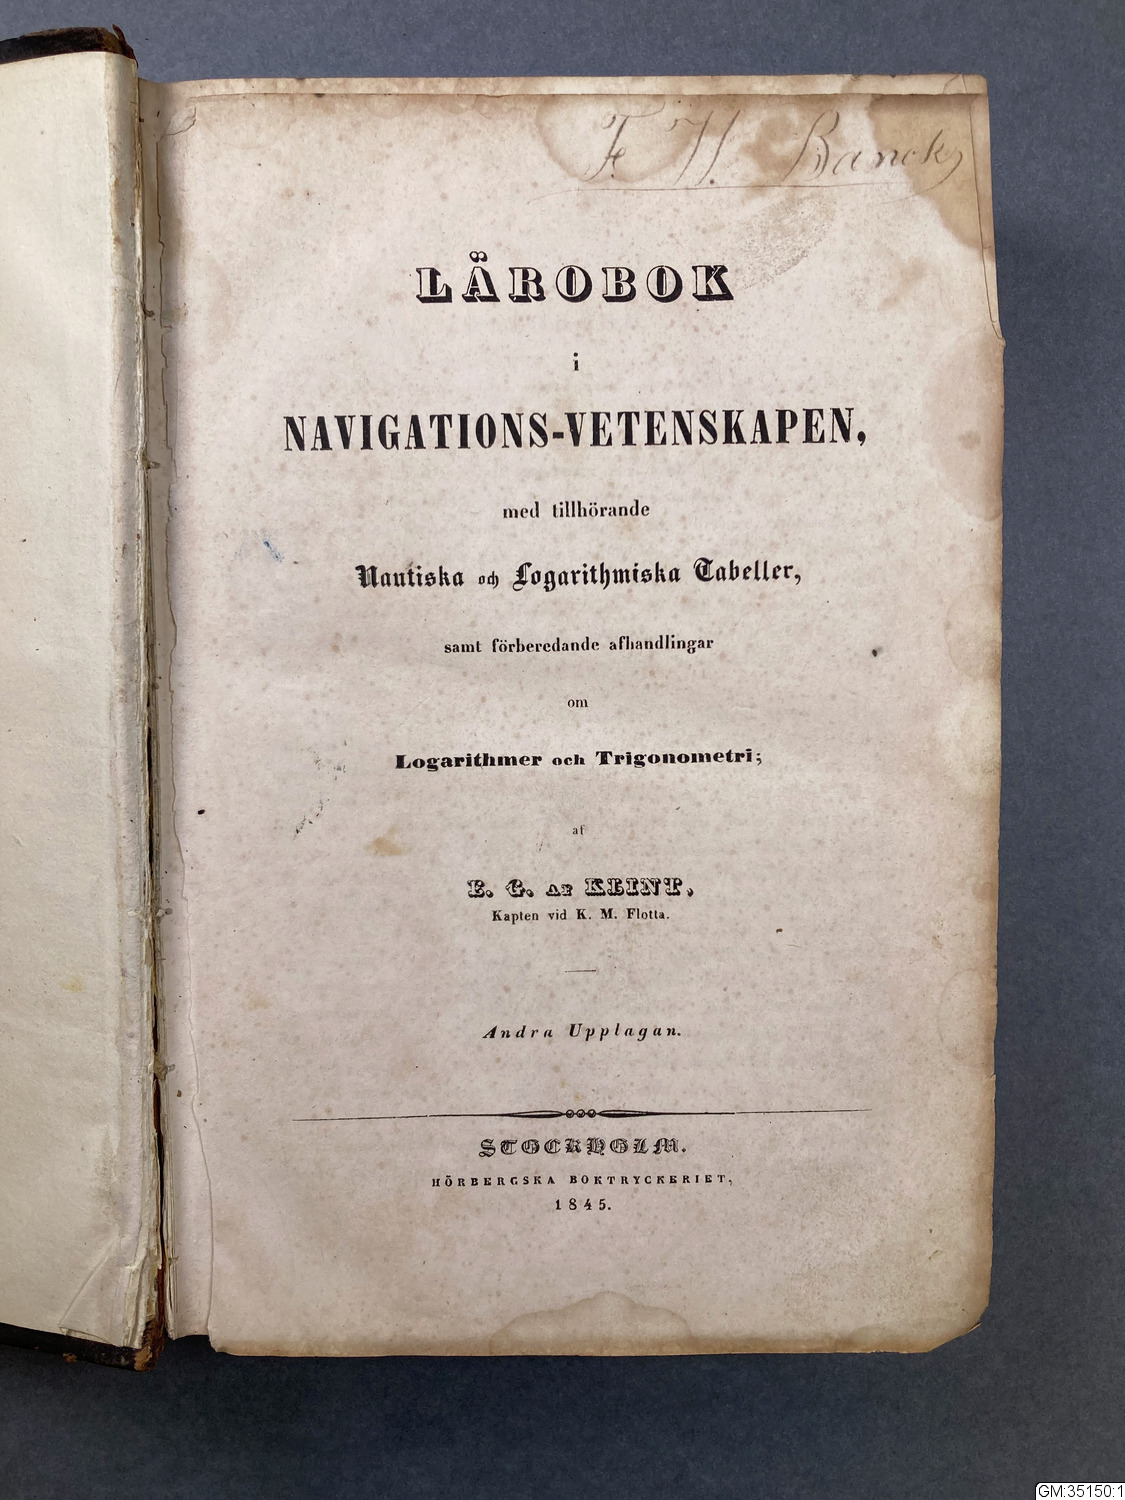 F. H. Banck
LÄROBOK
i
NAVIGATIONS-VETENSKAPEN,
med tillhörande
Nautiska och Logarithmiska Tabeller,
samt förberedande afhandlingar
om
Logarithmer och Trigonometri;
af
E. G. AF KLINT,
Kapten vid K. M. Flotta.
Andra Upplagan.
STOCKHOLM.
HÖRBERGSKA BOKTRYCKERIET,
1845.
GM:35150:1